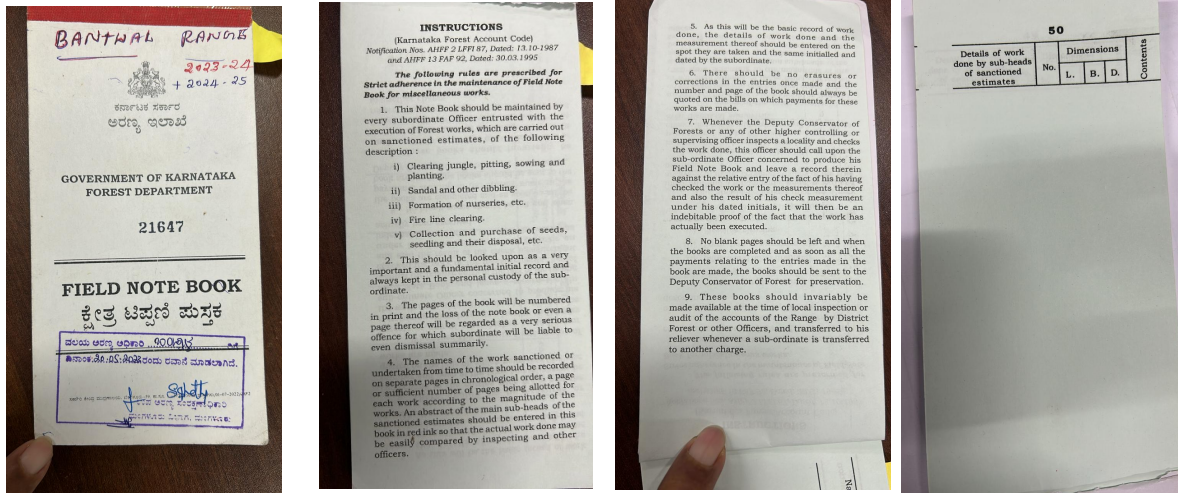 BANTWAL RANGE
2023-24
+ 2024-25
ಕರ್ನಾಟಕ ಸರ್ಕಾರ
ಅರಣ್ಯ ಇಲಾಖೆ
GOVERNMENT OF KARNATAKA
FOREST DEPARTMENT
21647
FIELD NOTE BOOK
ಕ್ಷೇತ್ರ ಟಿಪ್ಪಣಿ ಪುಸ್ತಕ
ವಲಯ ಅರಣ್ಯ ಅಧಿಕಾರಿ
ರಂದು ರವಾನೆ ಮಾಡಲಾಗಿದೆ.
INSTRUCTIONS
(Karnataka Forest Account Code)
Notification Nos. AHFF 2 LFFI 87, Dated: 13.10-1987
and AHFF 13 FAF 92, Dated: 30.03.1995
The following rules are prescribed for
Strict adherence in the maintenance of Field Note
Book for miscellaneous works.
1. This Note Book should be maintained by
every subordinate Officer entrusted with the
execution of Forest works, which are carried out
on sanctioned estimates, of the following
description :
i) Clearing jungle, pitting, sowing and
planting.
ii) Sandal and other dibbling.
iii) Formation of nurseries, etc.
iv) Fire line clearing.
v) Collection and purchase of seeds,
seedling and their disposal, etc.
2. This should be looked upon as a very
important and a fundamental initial record and
always kept in the personal custody of the sub-
ordinate.
3. The pages of the book will be numbered
in print and the loss of the note book or even a
page thereof will be regarded as a very serious
offence for which subordinate will be liable to
even dismissal summarily.
4. The names of the work sanctioned or
undertaken from time to time should be recorded
on separate pages in chronological order, a page
or sufficient number of pages being allotted for
each work according to the magnitude of the
works. An abstract of the main sub-heads of the
sanctioned estimates should be entered in this
book in red ink so that the actual work done may
be easily compared by inspecting and other
officers.
5. As this will be the basic record of work
done, the details of work done and the
measurement thereof should be entered on the
spot they are taken and the same initialled and
dated by the subordinate.
6. There should be no erasures or
corrections in the entries once made and the
number and page of the book should always be
quoted on the bills on which payments for these
works are made.
7. Whenever the Deputy Conservator of
Forests or any of other higher controlling or
supervising officer inspects a locality and checks
the work done, this officer should call upon the
sub-ordinate Officer concerned to produce his
Field Note Book and leave a record therein
against the relative entry of the fact of his having
checked the work or the measurements thereof
and also the result of his check measurement
under his dated initials, it will then be an
indebitable proof of the fact that the work has
actually been executed.
8. No blank pages should be left and when
the books are completed and as soon as all the
payments relating to the entries made in the
book are made, the books should be sent to the
Deputy Conservator of Forest for preservation.
9. These books should invariably be
made available at the time of local inspection or
audit of the accounts of the Range by District
Forest or other Officers, and transferred to his
reliever whenever a sub-ordinate is transferred
to another charge.
50
Details of work
done by sub-heads
of sanctioned
estimates
No.
Dimensions
L. B. D.
Contents